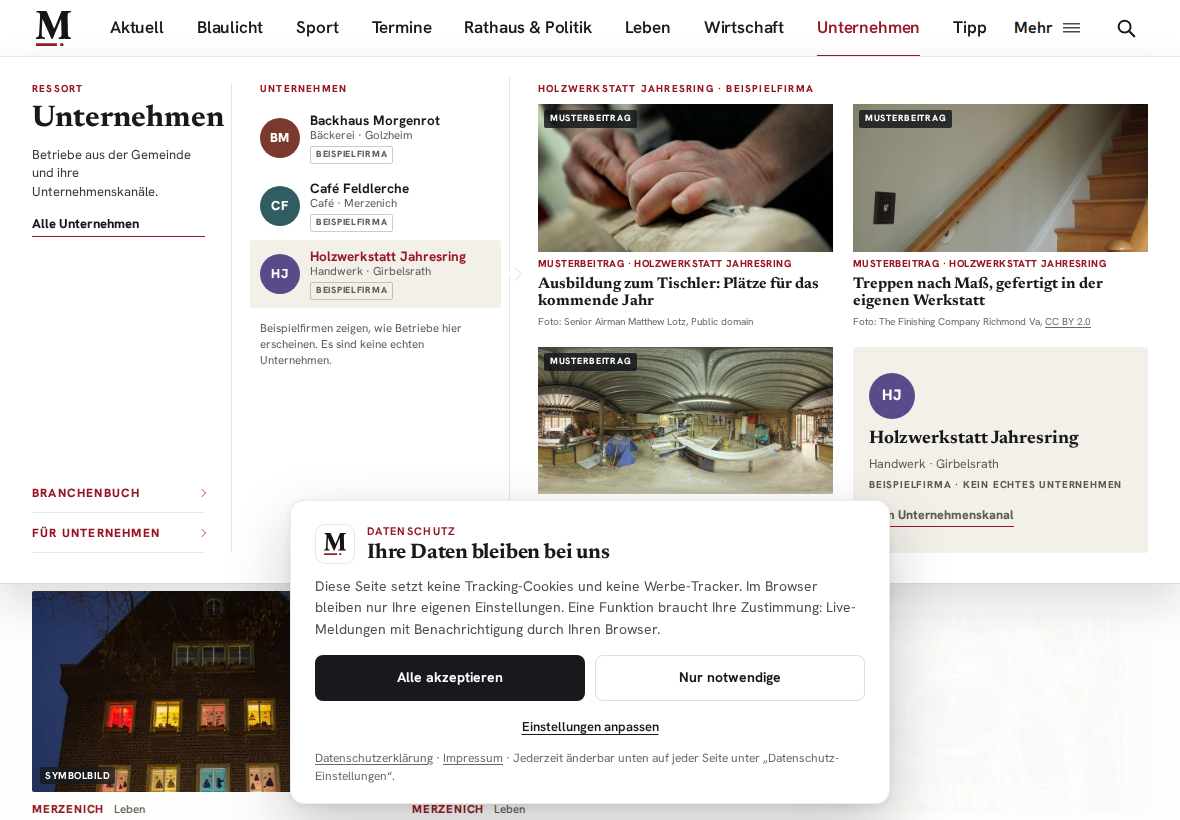 M
Aktuell
Blaulicht
Sport
Termine
Rathaus & Politik
Leben
Wirtschaft
Unternehmen
Tipp
Mehr
RESSORT
Unternehmen
Betriebe aus der Gemeinde
und ihre
Unternehmenskanäle.
Alle Unternehmen
BRANCHENBUCH
FÜR UNTERNEHMEN
UNTERNEHMEN
BM
Backhaus Morgenrot
Bäckerei · Golzheim
BEISPIELFIRMA
CF
Café Feldlerche
Café · Merzenich
BEISPIELFIRMA
HJ
Holzwerkstatt Jahresring
Handwerk · Girbelsrath
BEISPIELFIRMA
Beispielfirmen zeigen, wie Betriebe hier
erscheinen. Es sind keine echten
Unternehmen.
HOLZWERKSTATT JAHRESRING · BEISPIELFIRMA
MUSTERBEITRAG
MUSTERBEITRAG · HOLZWERKSTATT JAHRESRING
Ausbildung zum Tischler: Plätze für das
kommende Jahr
Foto: Senior Airman Matthew Lotz, Public domain
MUSTERBEITRAG
MUSTERBEITRAG · HOLZWERKSTATT JAHRESRING
Treppen nach Maß, gefertigt in der
eigenen Werkstatt
Foto: The Finishing Company Richmond Va, CC BY 2.0
MUSTERBEITRAG
HJ
Holzwerkstatt Jahresring
Handwerk · Girbelsrath
BEISPIELFIRMA · KEIN ECHTES UNTERNEHMEN
Unternehmenskanal
M
DATENSCHUTZ
Ihre Daten bleiben bei uns
Diese Seite setzt keine Tracking-Cookies und keine Werbe-Tracker. Im Browser
bleiben nur Ihre eigenen Einstellungen. Eine Funktion braucht Ihre Zustimmung: Live-
Meldungen mit Benachrichtigung durch Ihren Browser.
Alle akzeptieren
Nur notwendige
Einstellungen anpassen
Datenschutzerklärung · Impressum · Jederzeit änderbar unten auf jeder Seite unter „Datenschutz-
Einstellungen“.
SYMBOLBILD
MERZENICH Leben
MERZENICH Leben